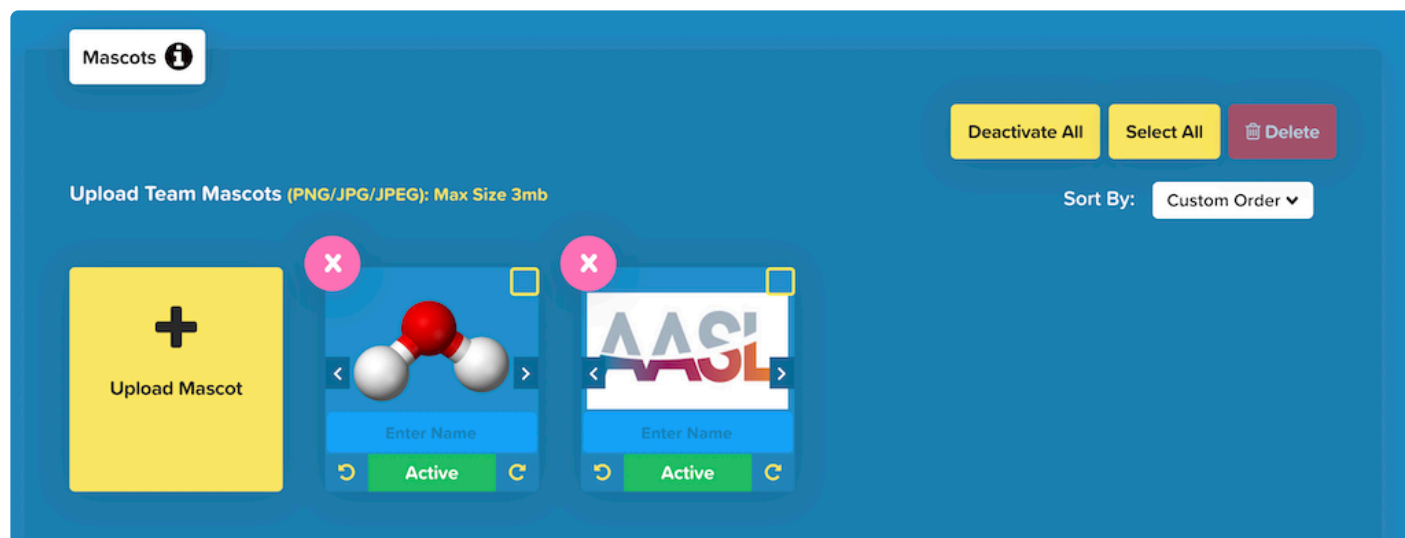 Mascots
Deactivate All Select All Delete
Upload Team Mascots (PNG/JPG/JPEG): Max Size 3mb
Sort By: Custom Order
Upload Mascot
AASL
Enter Name Enter Name
Active Active